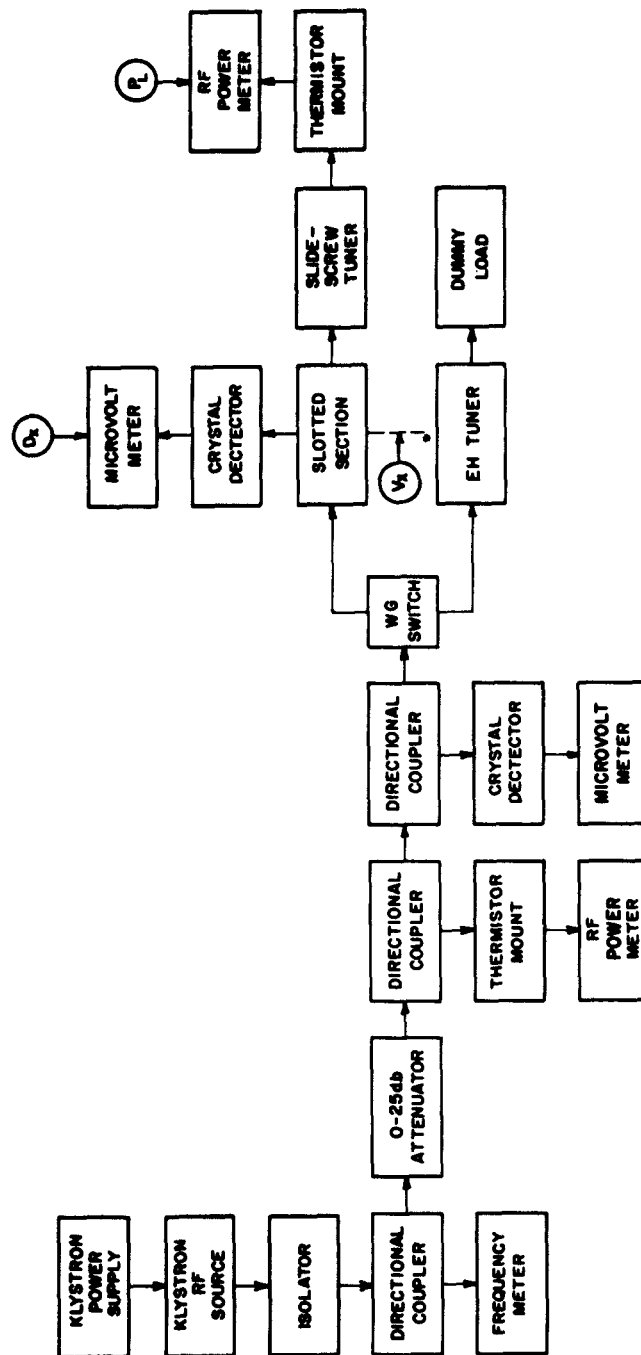 KLYSTRON
POWER
SUPPLY
KLYSTRON
RF
SOURCE
ISOLATOR
DIRECTIONAL
COUPLER
FREQUENCY
METER
0-25db
ATTENUATOR
DIRECTIONAL
COUPLER
THERMISTOR
MOUNT
RF
POWER
METER
DIRECTIONAL
COUPLER
CRYSTAL
DECTECTOR
MICROVOLT
METER
WG
SWITCH
DX
MICROVOLT
METER
CRYSTAL
DECTECTOR
SLOTTED
SECTION
VX
EH TUNER
SLIDE-
SCREW
TUNER
DUMMY
LOAD
PL
RF
POWER
METER
THERMISTOR
MOUNT